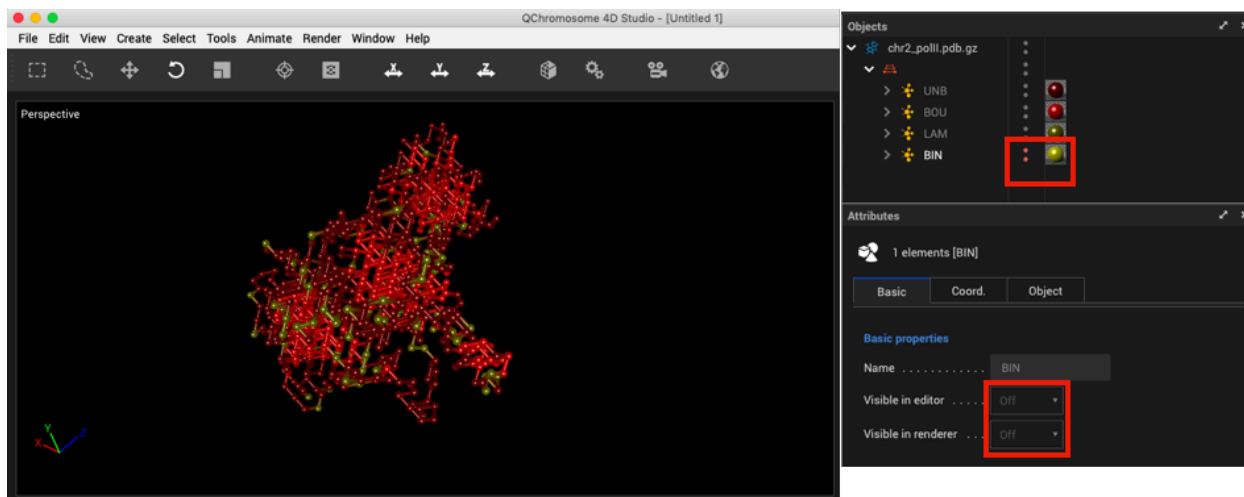 QChromosome 4D Studio - [Untitled 1]
File Edit View Create Select Tools Animate Render Window Help
X Y Z
Perspective
Y
X Z
Objects
chr2_polII.pdb.gz
UNB
BOU
LAM
BIN
Attributes
1 elements [BIN]
Basic Coord. Object
Basic properties
Name . . . . . . . . . . . . BIN
Visible in editor . . . . . Off
Visible in renderer . . . Off